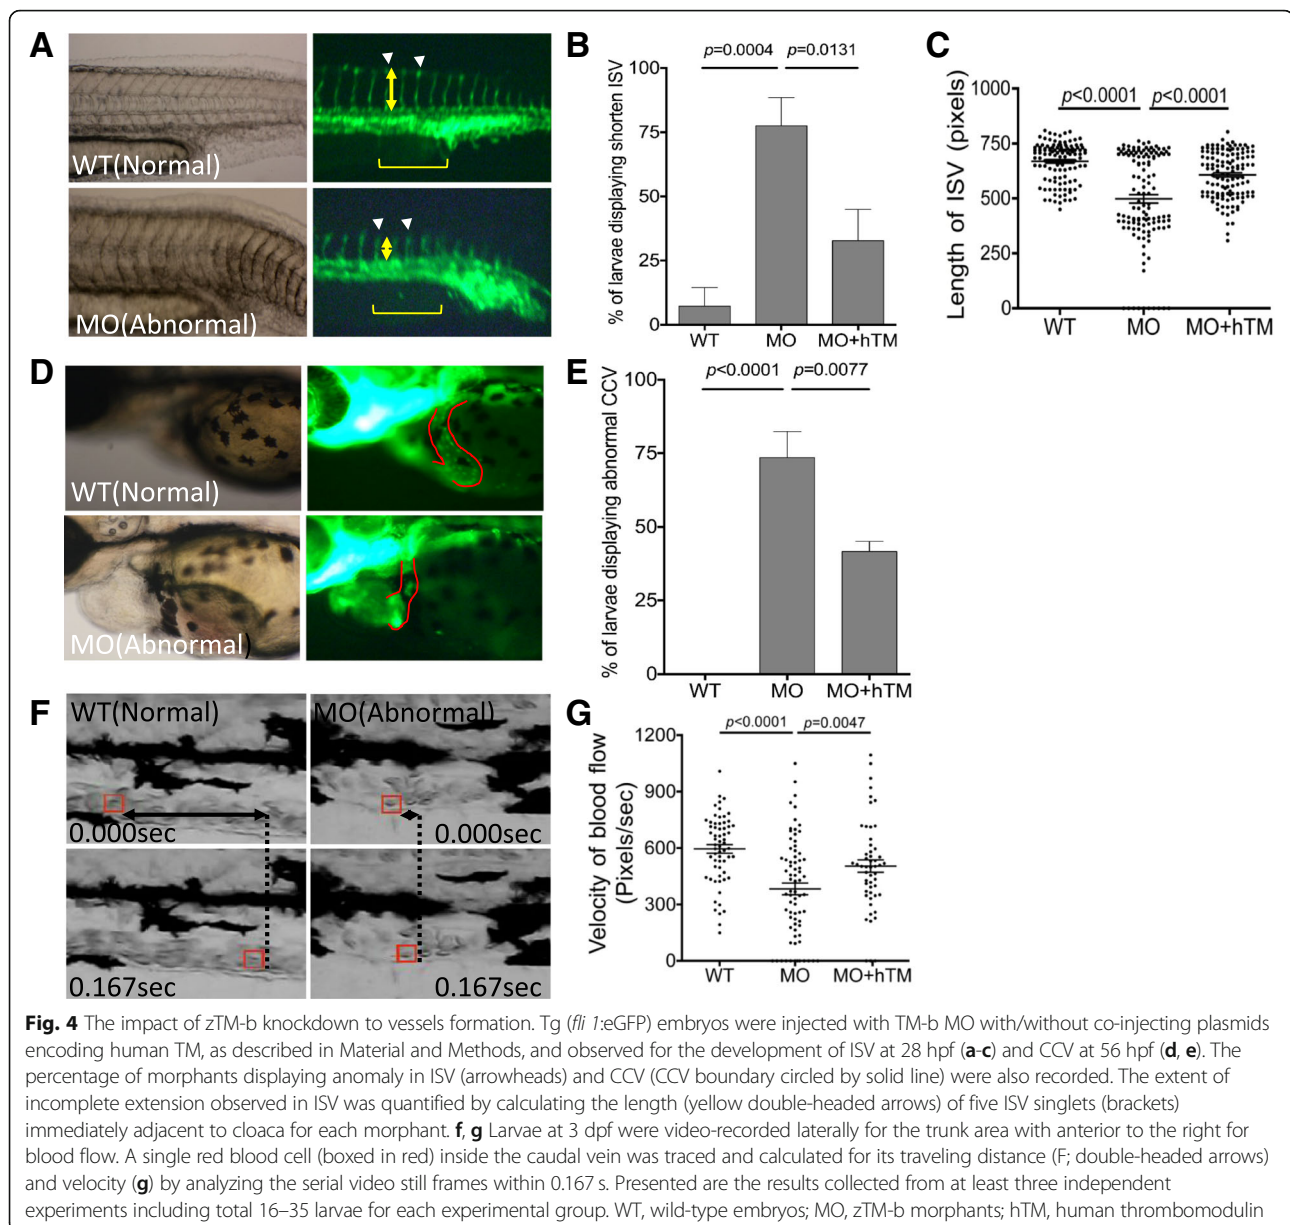 A
WT(Normal)
MO(Abnormal)
B
% of larvae displaying shorten ISV
p=0.0004
p=0.0131
100
75
50
25
0
WT
MO
MO+hTM
C
Length of ISV (pixels)
1000
750
500
250
0
p<0.0001
p<0.0001
WT
MO
MO+hTM
D
WT(Normal)
MO(Abnormal)
E
% of larvae displaying abnormal CCV
p<0.0001
p=0.0077
100
75
50
25
0
WT
MO
MO+hTM
F
WT(Normal)
MO(Abnormal)
0.000sec
0.000sec
0.167sec
0.167sec
G
Velocity of blood flow
(Pixels/sec)
p<0.0001
p=0.0047
1200
900
600
300
0
WT
MO
MO+hTM
Fig. 4 The impact of zTM-b knockdown to vessels formation. Tg (fli 1:eGFP) embryos were injected with TM-b MO with/without co-injecting plasmids
encoding human TM, as described in Material and Methods, and observed for the development of ISV at 28 hpf (a-c) and CCV at 56 hpf (d, e). The
percentage of morphants displaying anomaly in ISV (arrowheads) and CCV (CCV boundary circled by solid line) were also recorded. The extent of
incomplete extension observed in ISV was quantified by calculating the length (yellow double-headed arrows) of five ISV singlets (brackets)
immediately adjacent to cloaca for each morphant. f, g Larvae at 3 dpf were video-recorded laterally for the trunk area with anterior to the right for
blood flow. A single red blood cell (boxed in red) inside the caudal vein was traced and calculated for its traveling distance (F; double-headed arrows)
and velocity (g) by analyzing the serial video still frames within 0.167 s. Presented are the results collected from at least three independent
experiments including total 16–35 larvae for each experimental group. WT, wild-type embryos; MO, zTM-b morphants; hTM, human thrombomodulin